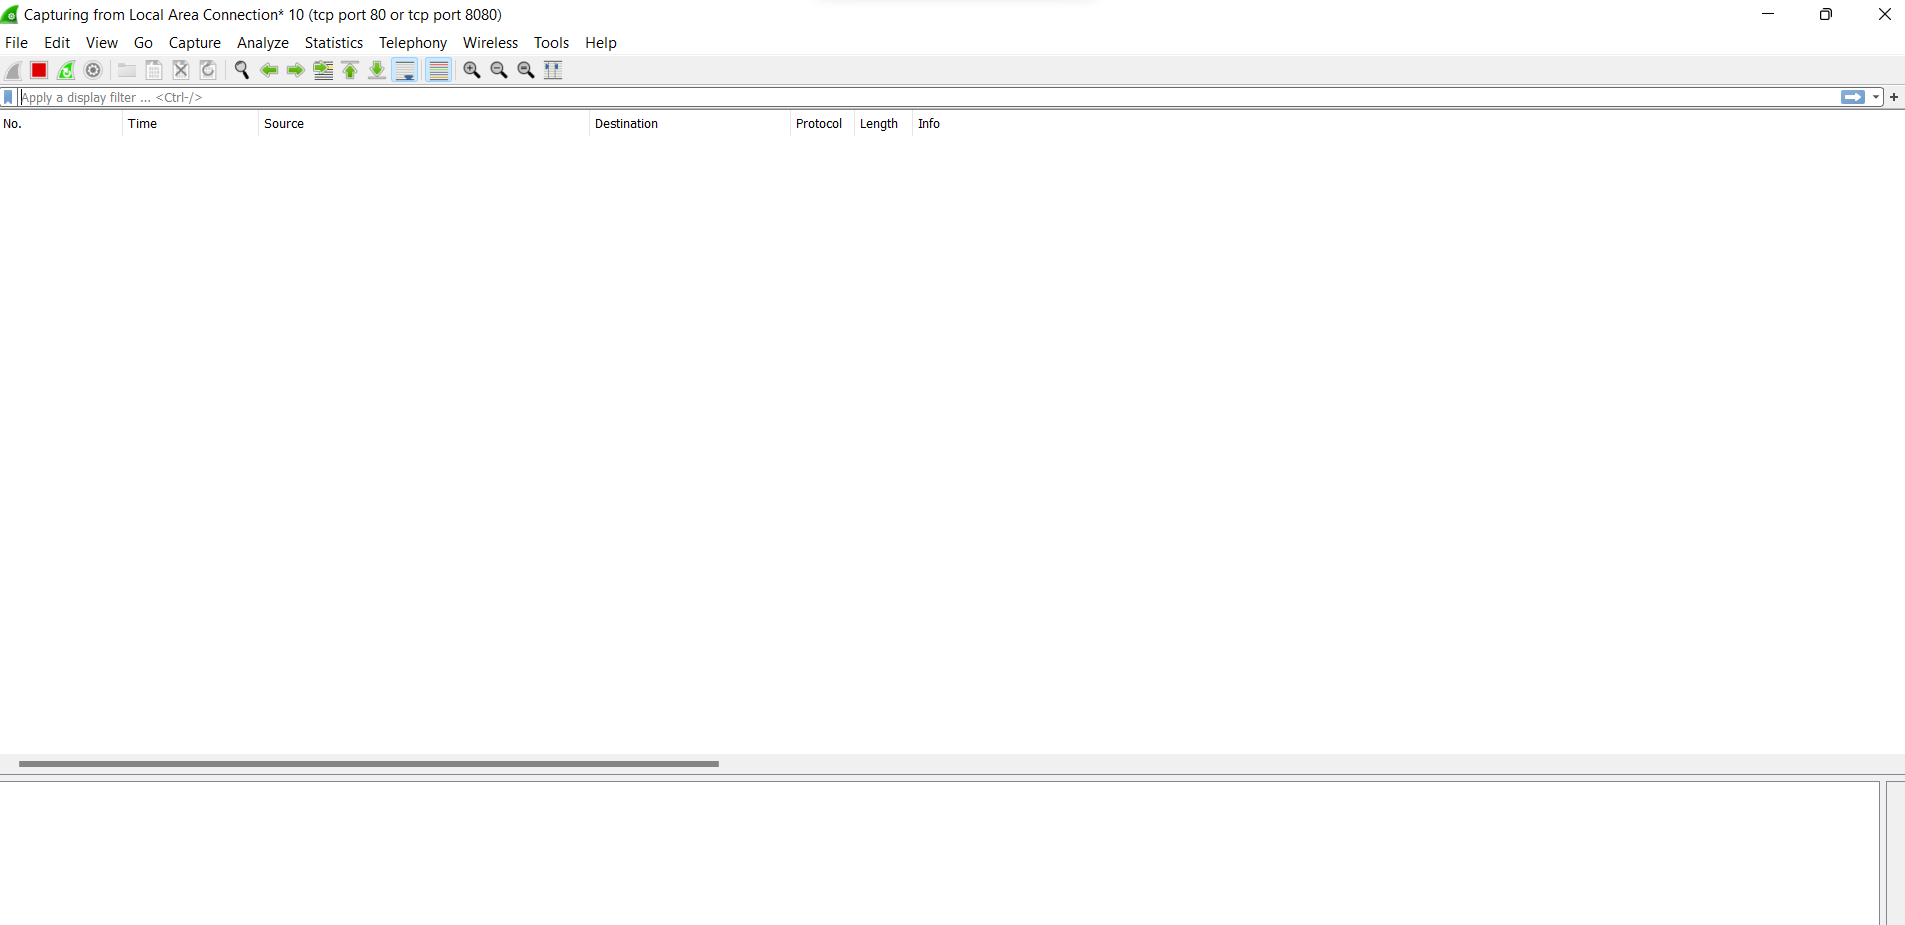 Capturing from Local Area Connection* 10 (tcp port 80 or tcp port 8080)
File Edit View Go Capture Analyze Statistics Telephony Wireless Tools Help
Apply a display filter ... <Ctrl-/>
No. Time Source Destination Protocol Length Info